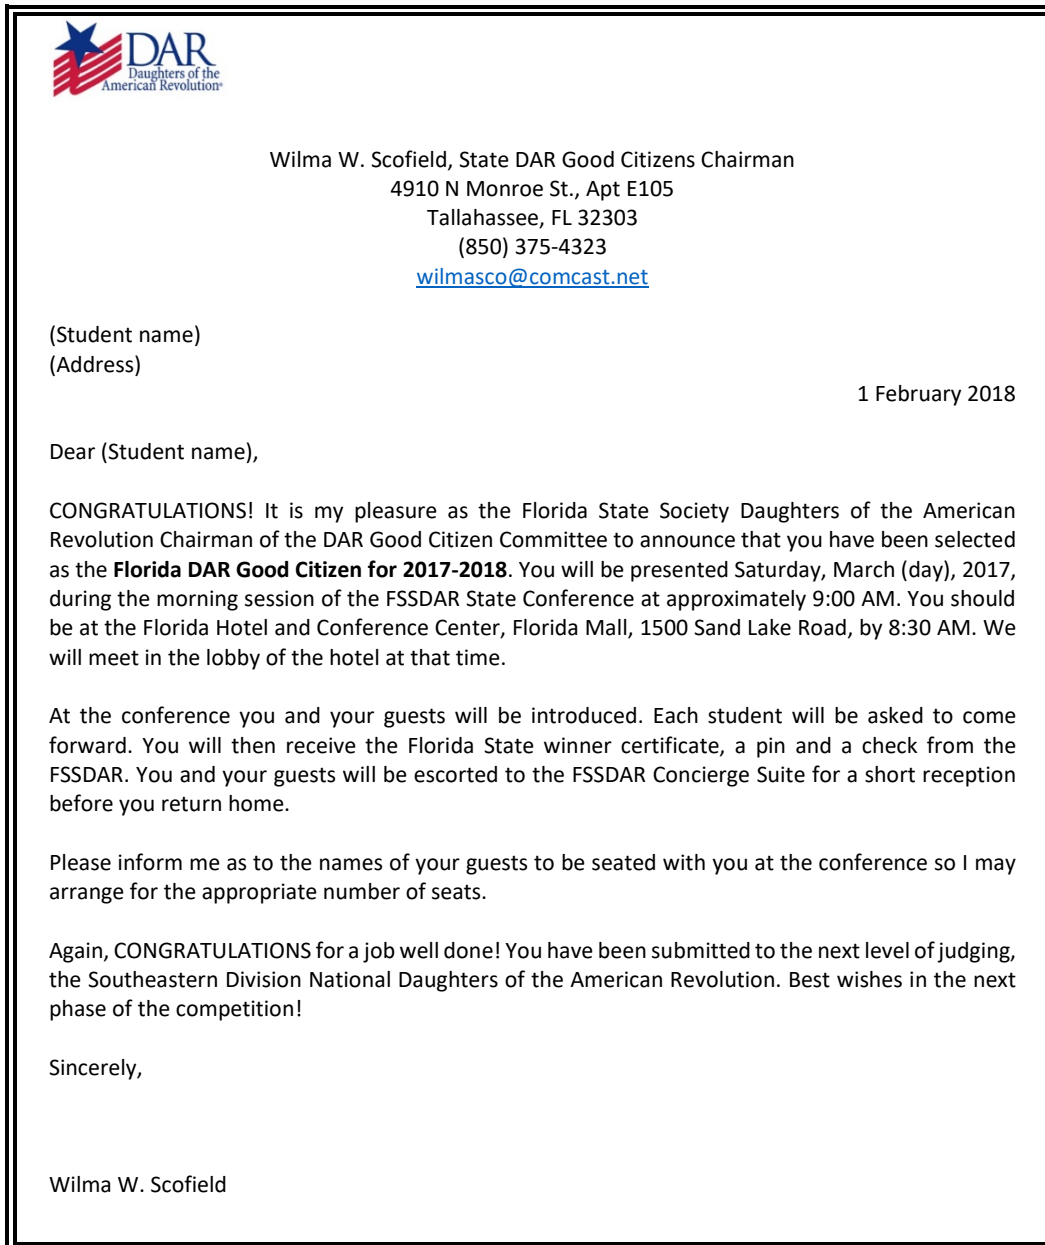 DAR
Daughters of the
American Revolution®
Wilma W. Scofield, State DAR Good Citizens Chairman
4910 N Monroe St., Apt E105
Tallahassee, FL 32303
(850) 375-4323
wilmasco@comcast.net
(Student name)
(Address)
1 February 2018
Dear (Student name),
CONGRATULATIONS! It is my pleasure as the Florida State Society Daughters of the American
Revolution Chairman of the DAR Good Citizen Committee to announce that you have been selected
as the Florida DAR Good Citizen for 2017-2018. You will be presented Saturday, March (day), 2017,
during the morning session of the FSSDAR State Conference at approximately 9:00 AM. You should
be at the Florida Hotel and Conference Center, Florida Mall, 1500 Sand Lake Road, by 8:30 AM. We
will meet in the lobby of the hotel at that time.
At the conference you and your guests will be introduced. Each student will be asked to come
forward. You will then receive the Florida State winner certificate, a pin and a check from the
FSSDAR. You and your guests will be escorted to the FSSDAR Concierge Suite for a short reception
before you return home.
Please inform me as to the names of your guests to be seated with you at the conference so I may
arrange for the appropriate number of seats.
Again, CONGRATULATIONS for a job well done! You have been submitted to the next level of judging,
the Southeastern Division National Daughters of the American Revolution. Best wishes in the next
phase of the competition!
Sincerely,
Wilma W. Scofield